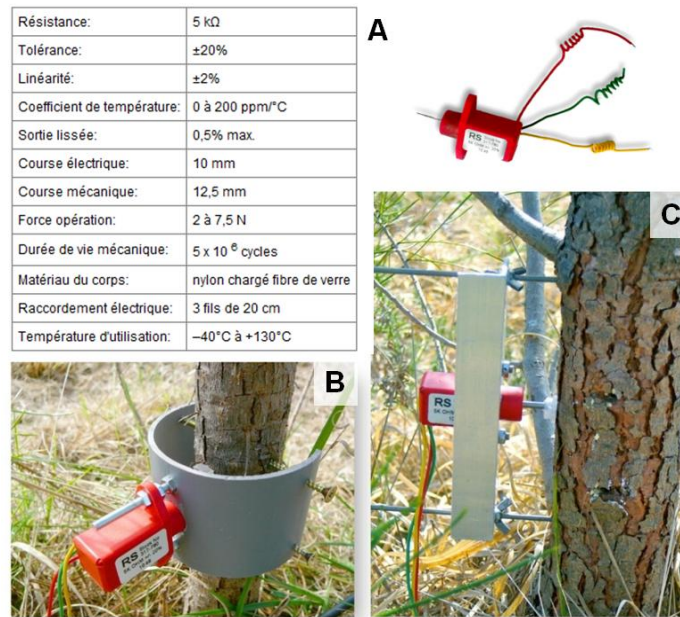 Résistance: 5 kΩ
Tolérance: ±20%
Linéarité: ±2%
Coefficient de température: 0 à 200 ppm/°C
Sortie lissée: 0,5% max.
Course électrique: 10 mm
Course mécanique: 12,5 mm
Force opération: 2 à 7,5 N
Durée de vie mécanique: 5 x 10 6 cycles
Matériau du corps: nylon chargé fibre de verre
Raccordement électrique: 3 fils de 20 cm
Température d'utilisation: –40°C à +130°C
A
RS
B
RS
C
RS